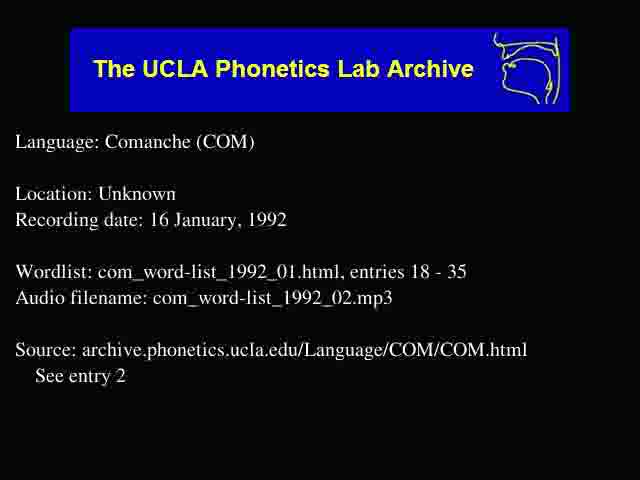 The UCLA Phonetics Lab Archive
Language: Comanche (COM)
Location: Unknown
Recording date: 16 January, 1992
Wordlist: com_word-list_1992_01.html, entries 18 - 35
Audio filename: com_word-list_1992_02.mp3
Source: archive.phonetics.ucla.edu/Language/COM/COM.html
See entry 2